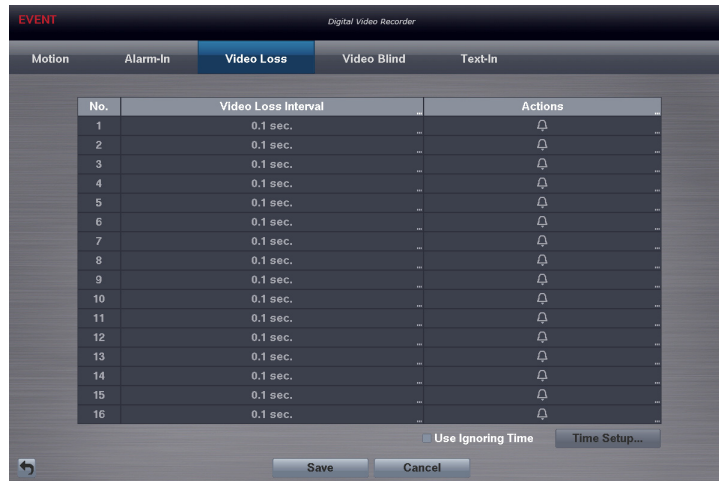 EVENT Digital Video Recorder
Motion Alarm-In Video Loss Video Blind Text-In
No. Video Loss Interval ... Actions ...
1 0.1 sec. ... ...
2 0.1 sec. ... ...
3 0.1 sec. ... ...
4 0.1 sec. ... ...
5 0.1 sec. ... ...
6 0.1 sec. ... ...
7 0.1 sec. ... ...
8 0.1 sec. ... ...
9 0.1 sec. ... ...
10 0.1 sec. ... ...
11 0.1 sec. ... ...
12 0.1 sec. ... ...
13 0.1 sec. ... ...
14 0.1 sec. ... ...
15 0.1 sec. ... ...
16 0.1 sec. ... ...
Use Ignoring Time Time Setup...
Save Cancel